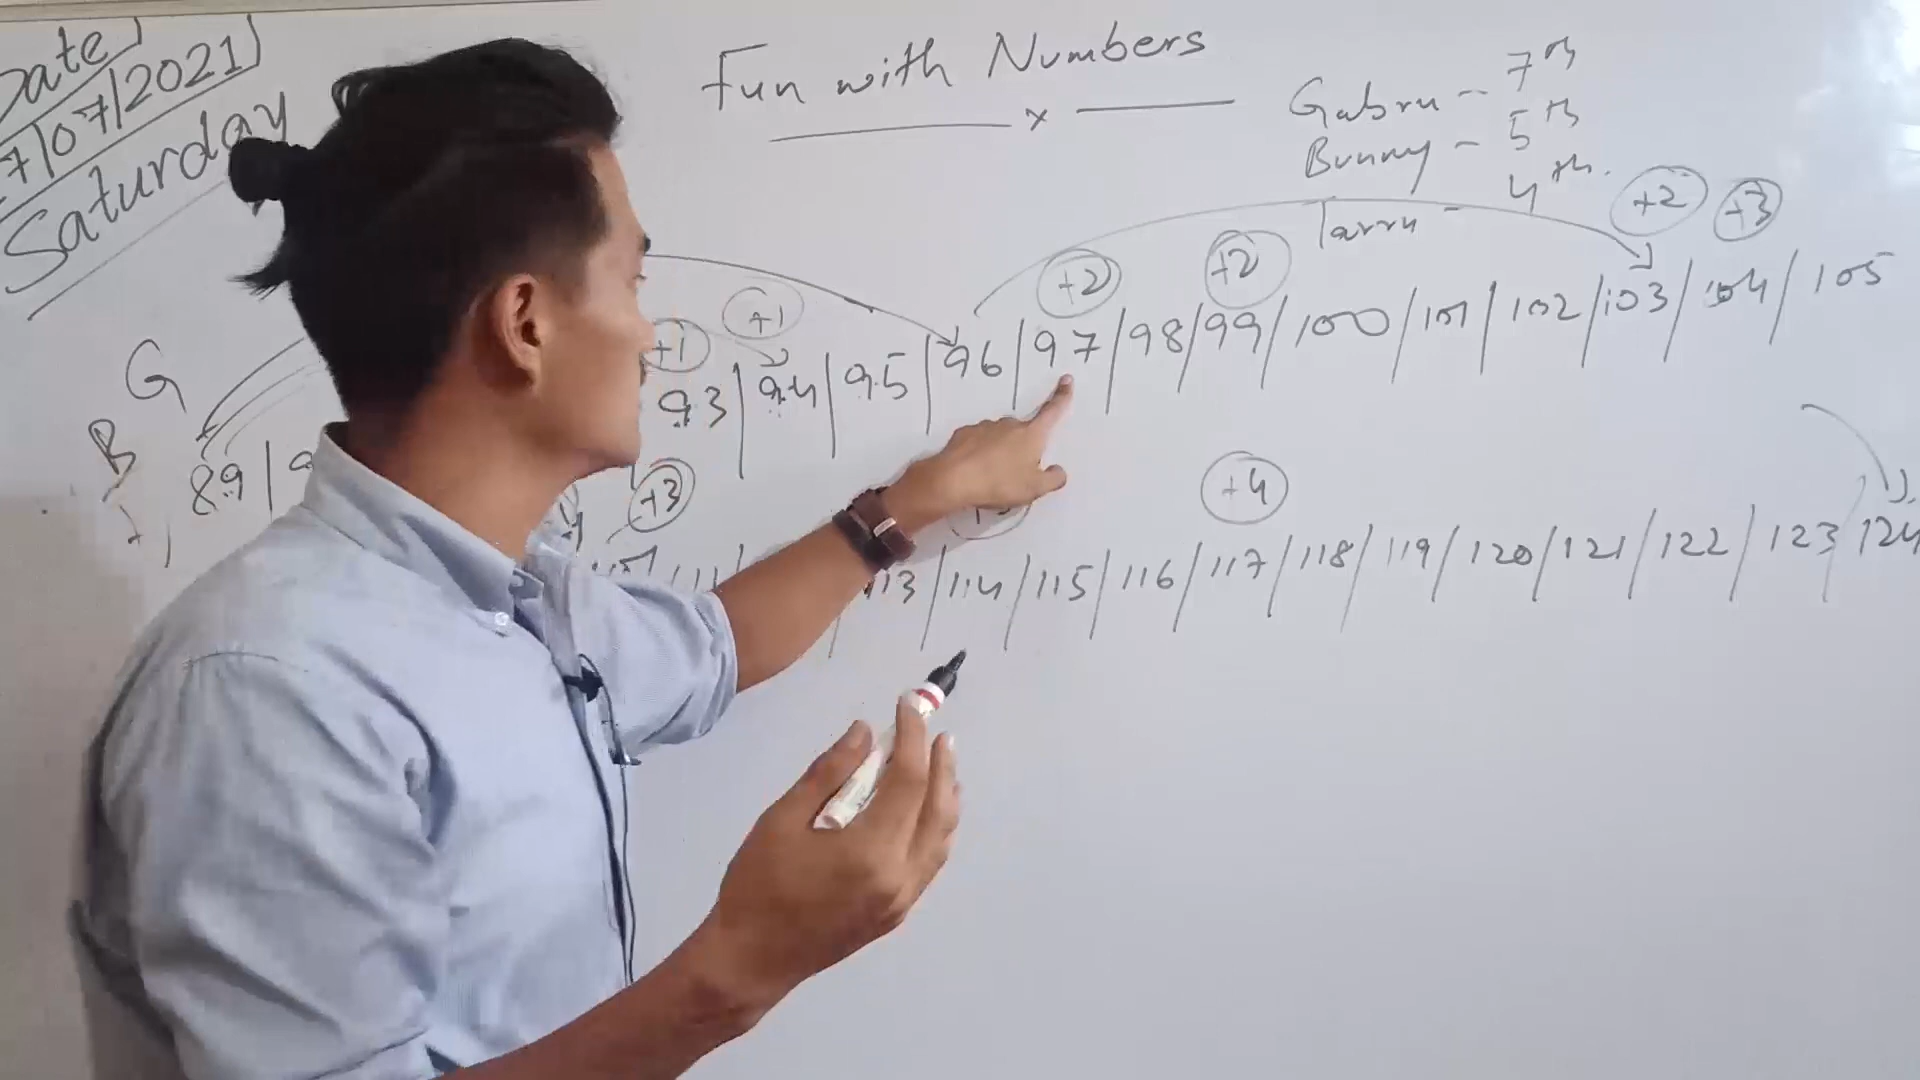 Date
7/07/2021
Saturday
Fun with Numbers
x
Gabru - 7th
Bunny - 5th
Tarru - 4th.
+2 +3
+2 +2
+1 +1
G
B
89 | 9 93 | 94 | 95 | 96 | 97 | 98 | 99 | 100 | 101 | 102 | 103 | 104 | 105
+3 +4
111 113 | 114 | 115 | 116 | 117 | 118 | 119 | 120 | 121 | 122 | 123 | 124